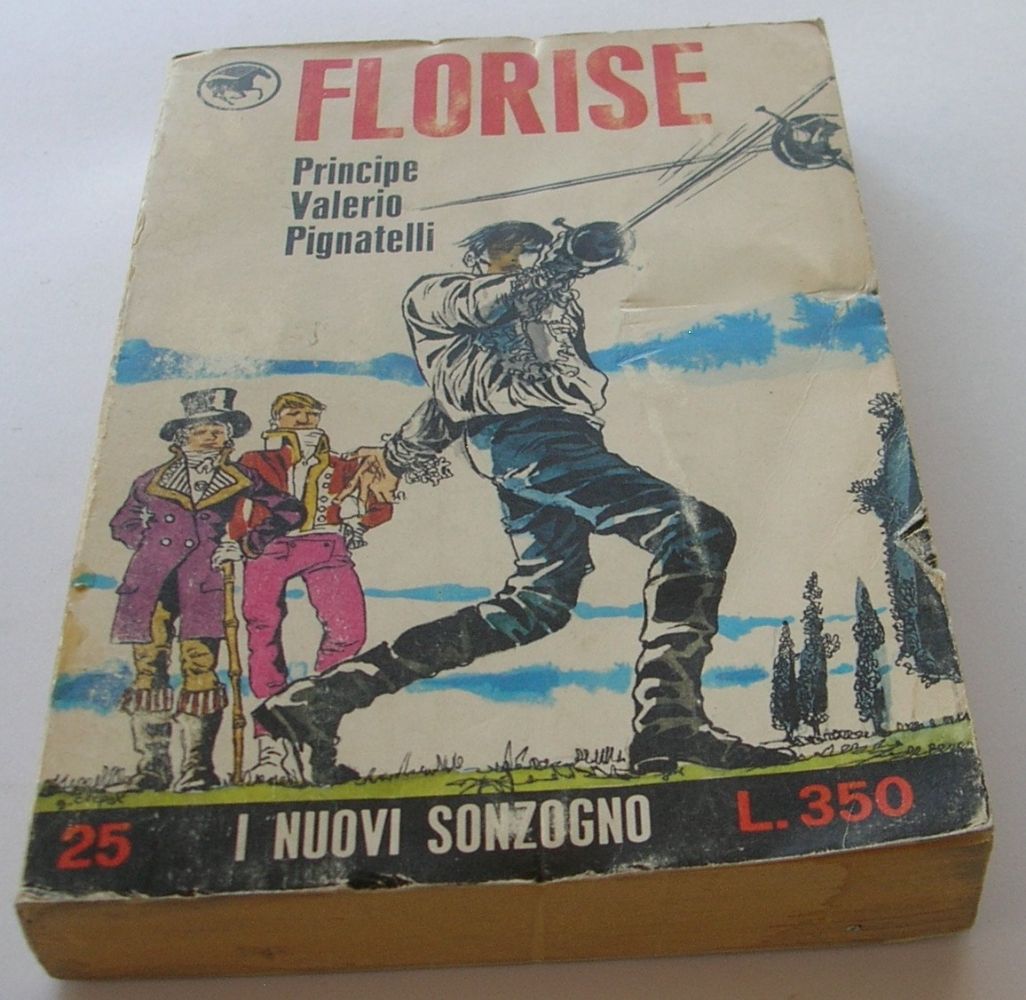 FLORISE
Principe
Valerio
Pignatelli
25 I NUOVI SONZOGNO L. 350